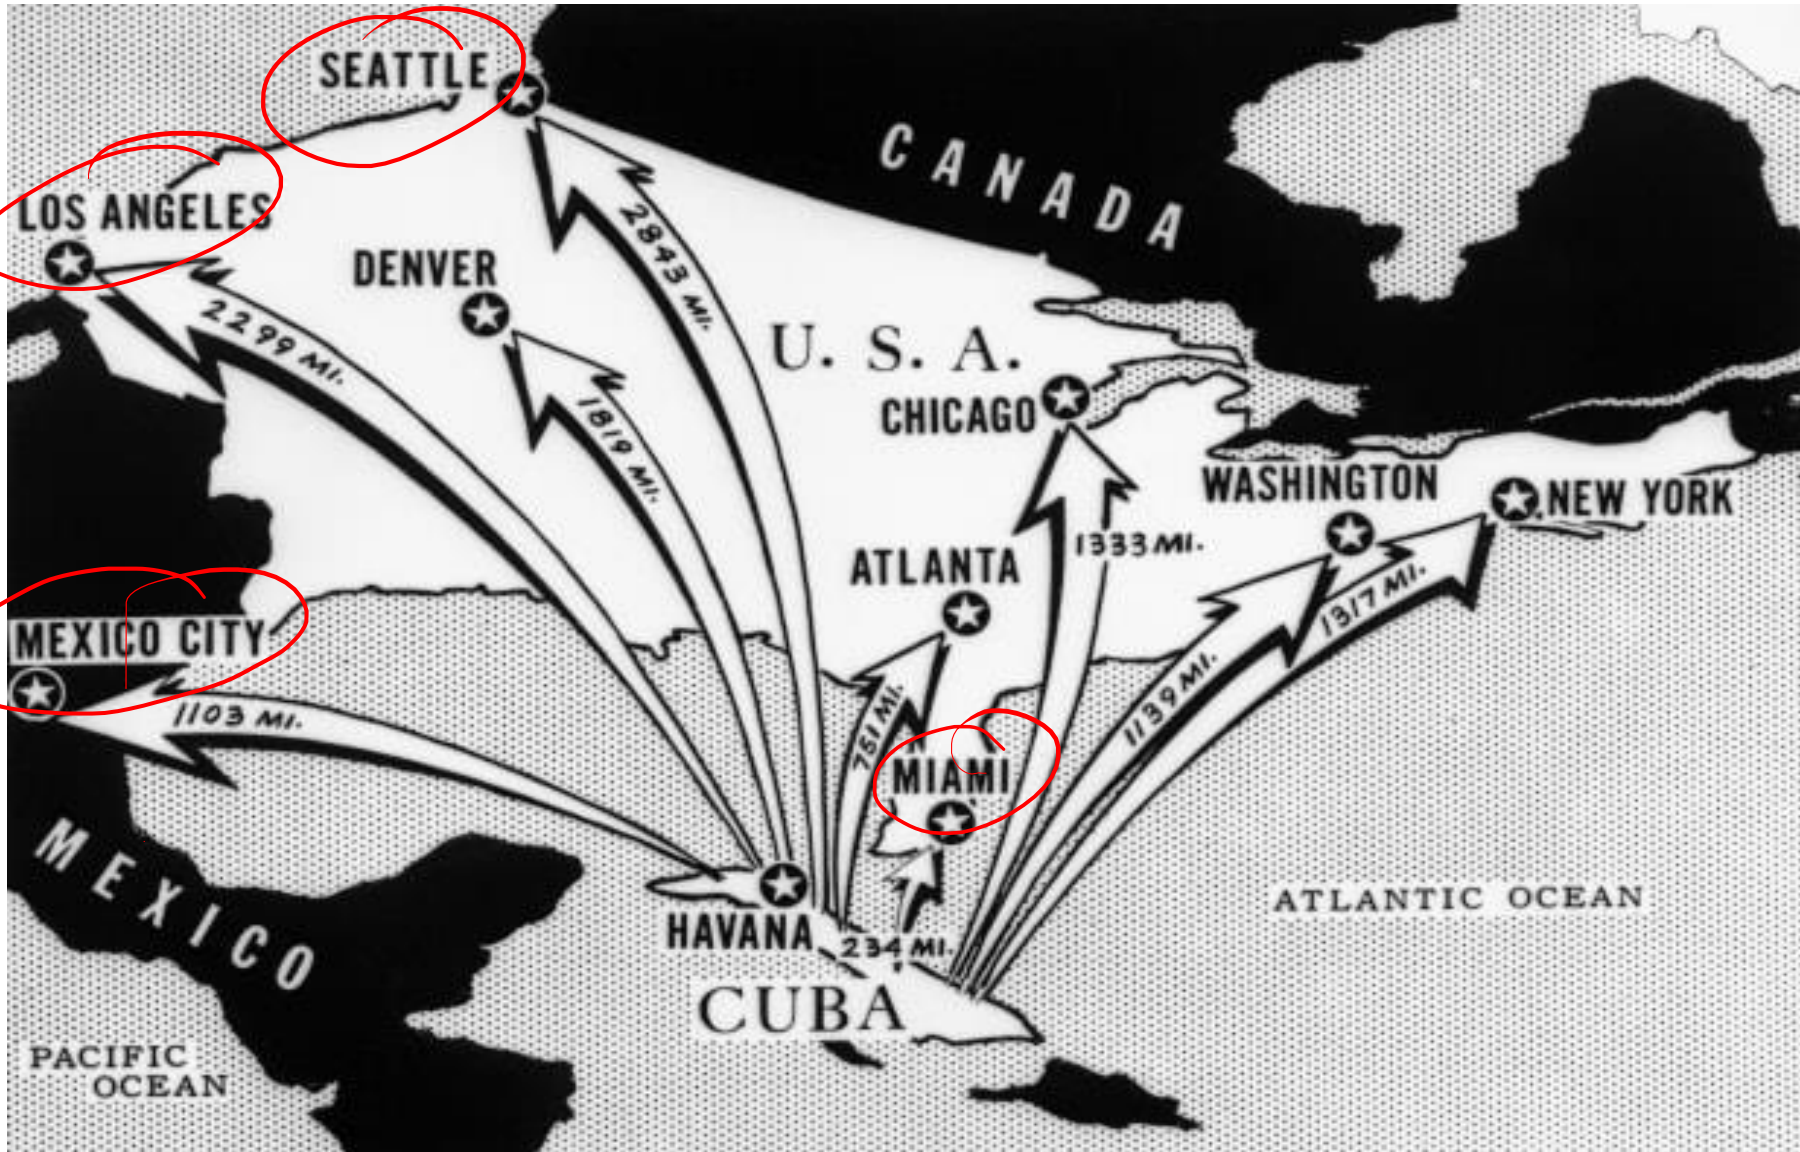 SEATTLE
CANADA
LOS ANGELES
2843 MI.
DENVER
2299 MI.
U. S. A.
CHICAGO
1819 MI.
WASHINGTON
NEW YORK
1333 MI.
ATLANTA
1317 MI.
MEXICO CITY
1103 MI.
751 MI.
1139 MI.
MIAMI
MEXICO
HAVANA
234 MI.
ATLANTIC OCEAN
CUBA
PACIFIC
OCEAN